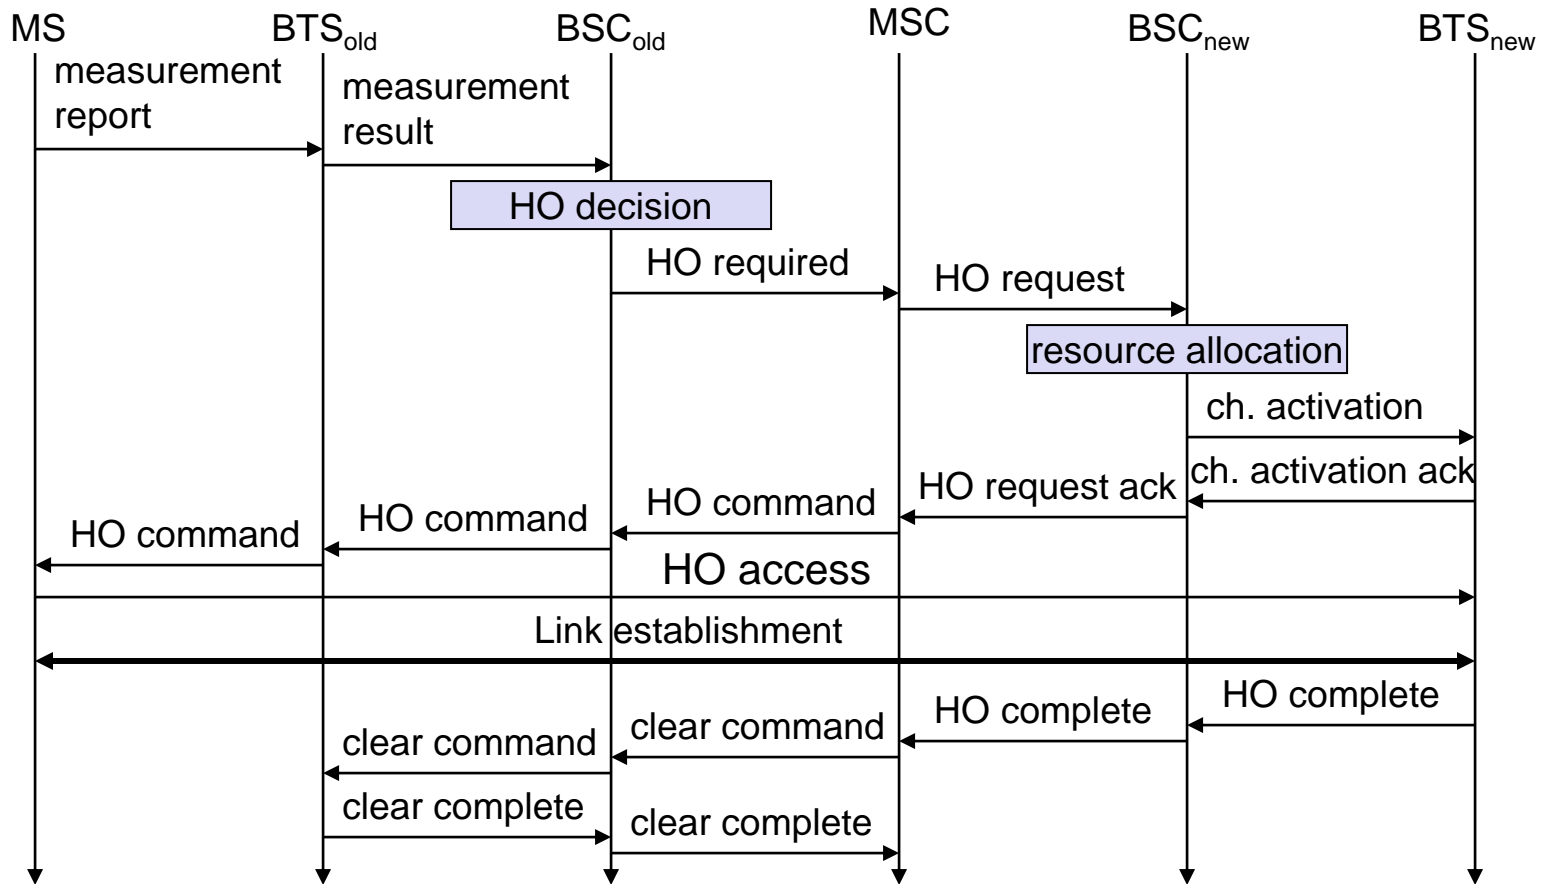 MS
BTSold
BSCold
MSC
BSCnew
BTSnew
measurement
report
measurement
result
HO decision
HO required
HO request
resource allocation
ch. activation
ch. activation ack
HO request ack
HO command
HO command
HO command
HO access
Link establishment
HO complete
HO complete
clear command
clear command
clear complete
clear complete